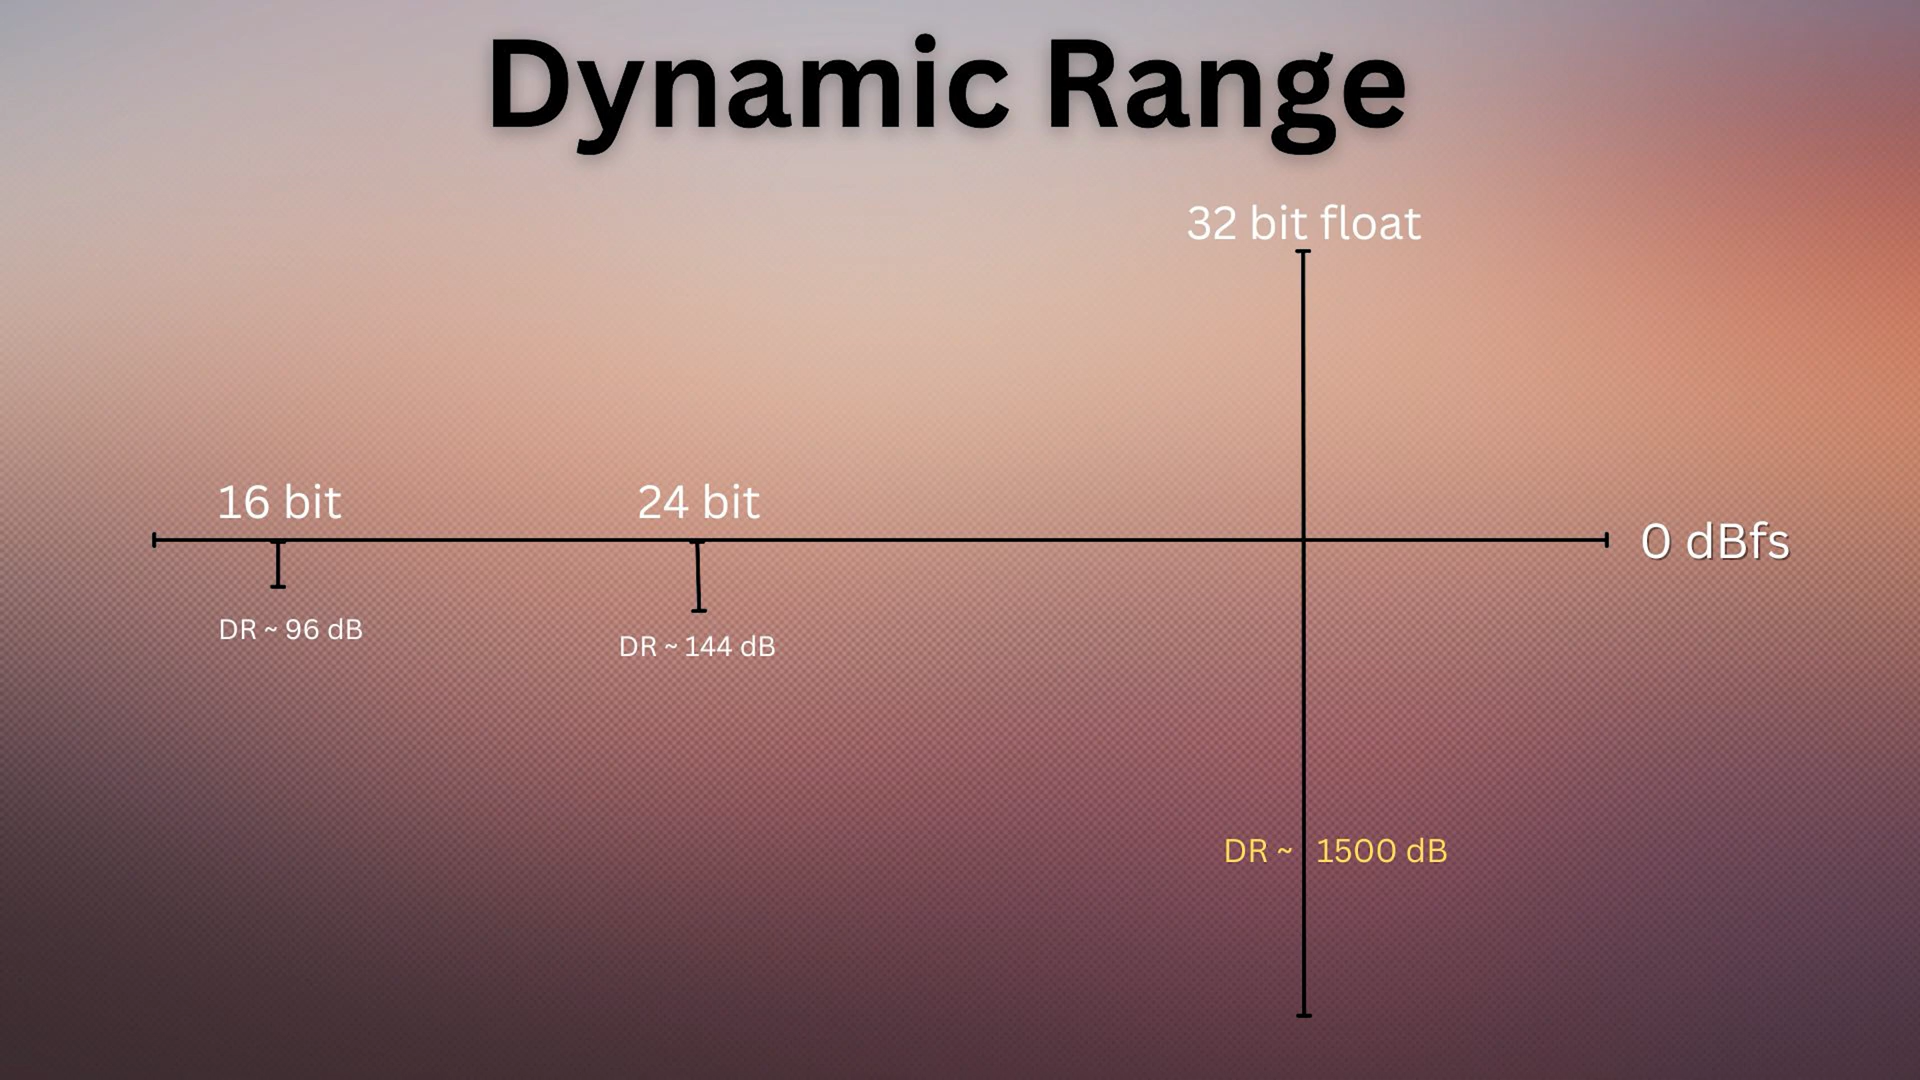 Dynamic Range
32 bit float
16 bit
24 bit
0 dBfs
DR ~ 96 dB
DR ~ 144 dB
DR ~ 1500 dB